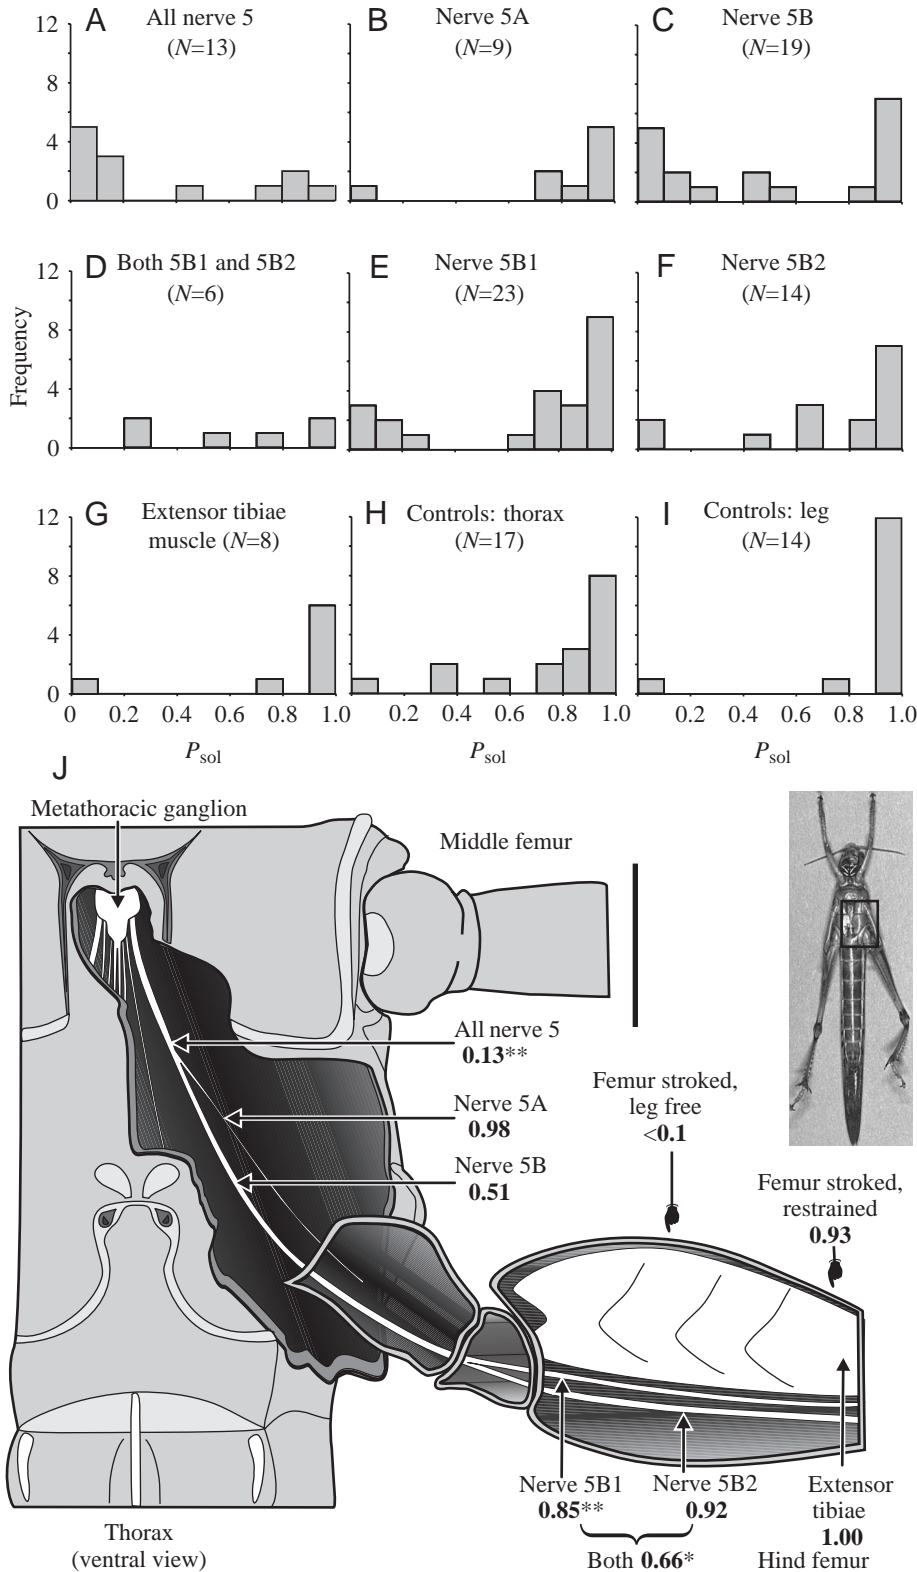 A All nerve 5
(N=13)
B Nerve 5A
(N=9)
C Nerve 5B
(N=19)
12
8
4
0
D Both 5B1 and 5B2
(N=6)
E Nerve 5B1
(N=23)
F Nerve 5B2
(N=14)
12
8
4
0
Frequency
G Extensor tibiae
muscle (N=8)
H Controls: thorax
(N=17)
I Controls: leg
(N=14)
12
8
4
0
0 0.2 0.4 0.6 0.8 1.0
0.2 0.4 0.6 0.8 1.0
0.2 0.4 0.6 0.8 1.0
Psol
Psol
Psol
J
Metathoracic ganglion
Middle femur
All nerve 5
0.13**
Nerve 5A
0.98
Nerve 5B
0.51
Femur stroked,
leg free
<0.1
Femur stroked,
restrained
0.93
Nerve 5B1
0.85**
Nerve 5B2
0.92
Both 0.66*
Extensor
tibiae
1.00
Hind femur
Thorax
(ventral view)